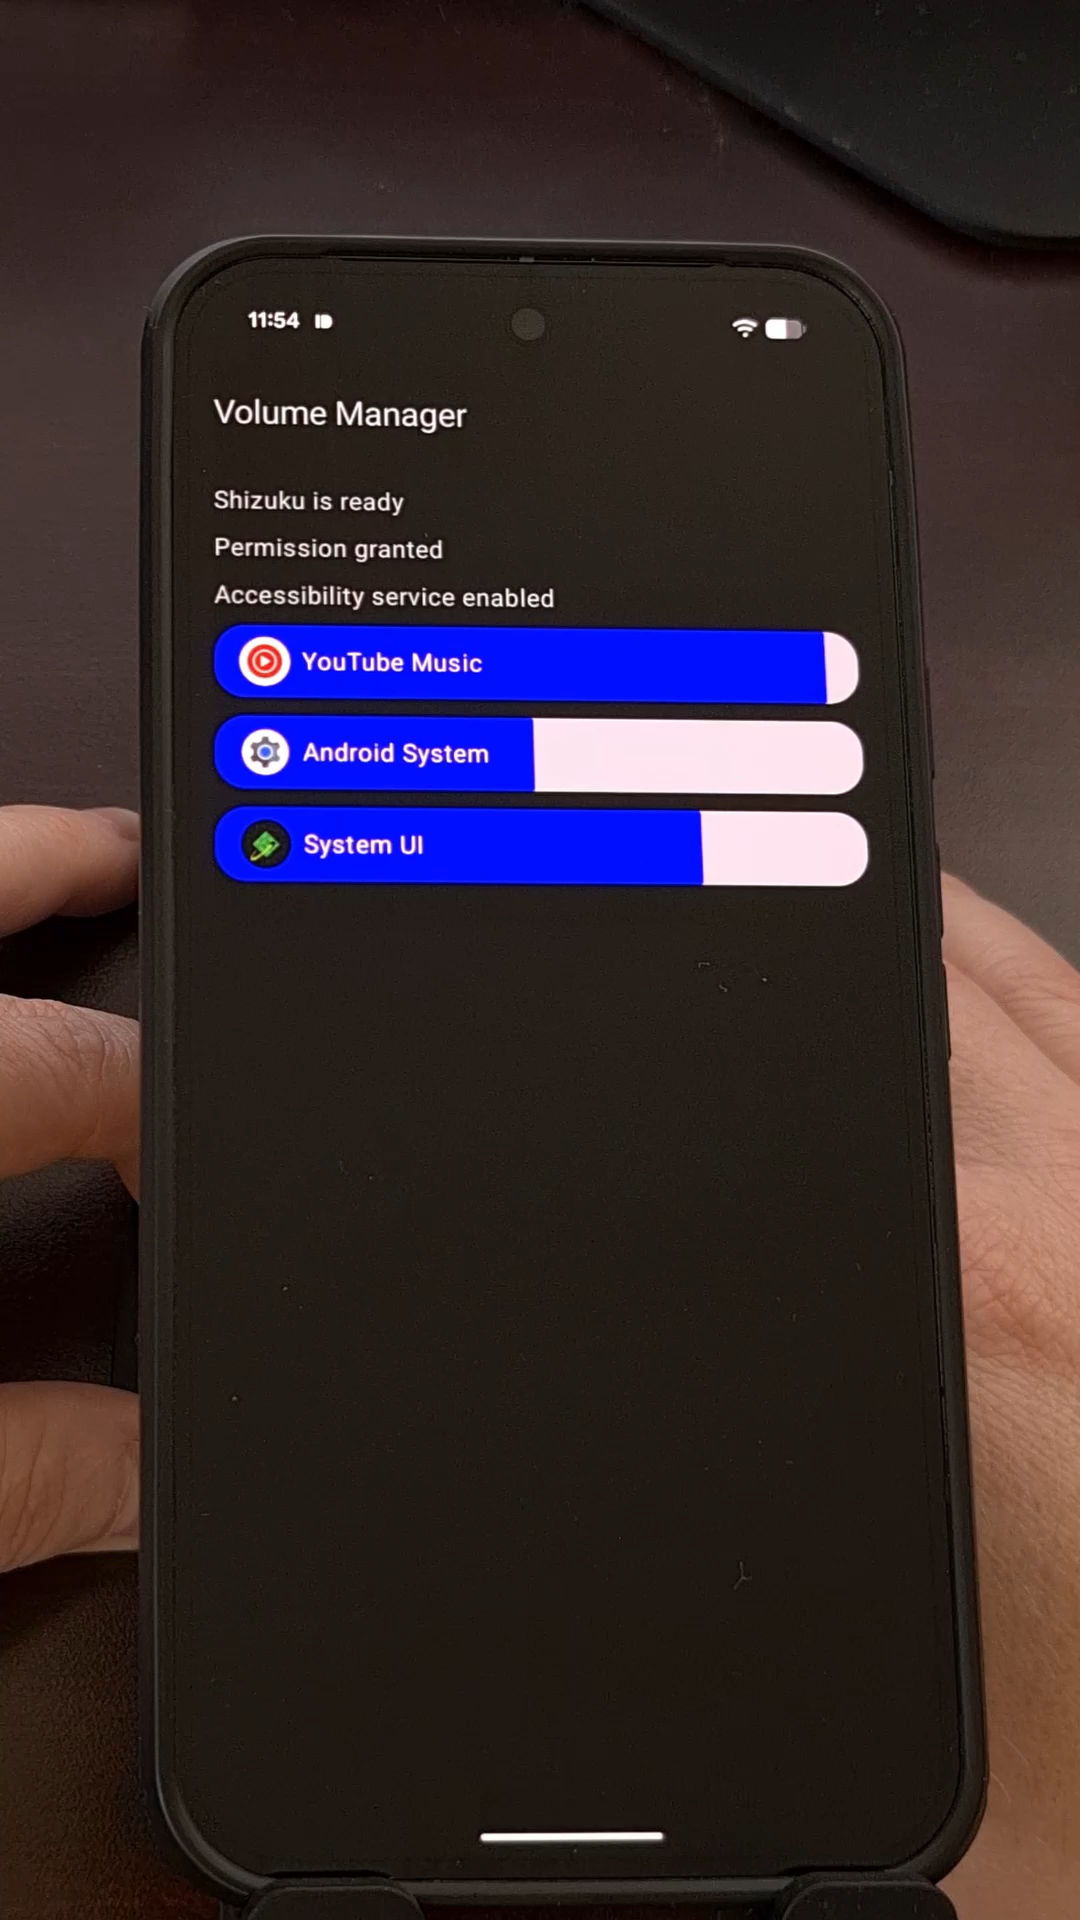 11:54
Volume Manager
Shizuku is ready
Permission granted
Accessibility service enabled
YouTube Music
Android System
System UI